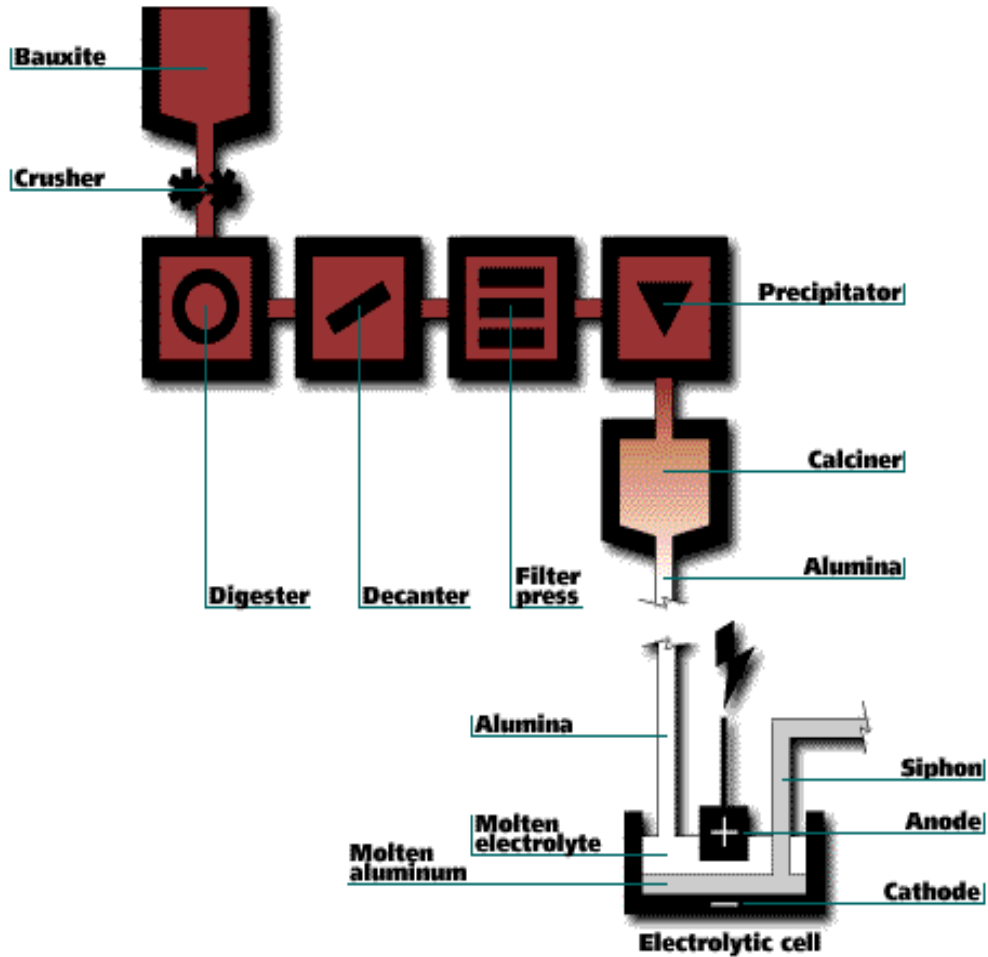 Bauxite
Crusher
Precipitator
Calciner
Alumina
Digester
Decanter
Filter
press
Alumina
Siphon
Molten
electrolyte
Anode
Molten
aluminum
Cathode
Electrolytic cell